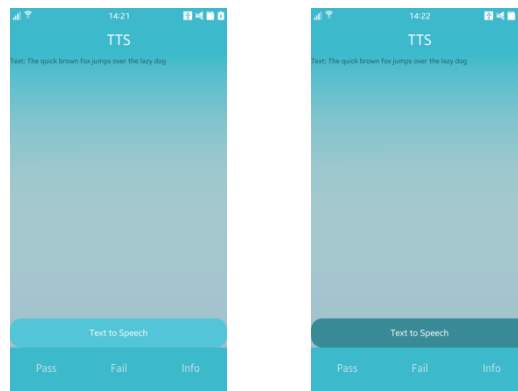 14:21
TTS
Text: The quick brown fox jumps over the lazy dog
Text to Speech
Pass Fail Info
14:22
TTS
Text: The quick brown fox jumps over the lazy dog
Text to Speech
Pass Fail Info